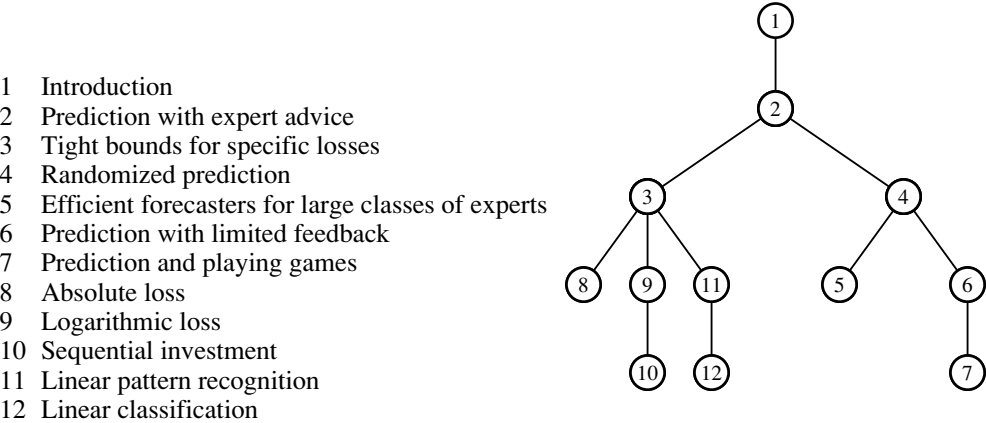 1 Introduction
2 Prediction with expert advice
3 Tight bounds for specific losses
4 Randomized prediction
5 Efficient forecasters for large classes of experts
6 Prediction with limited feedback
7 Prediction and playing games
8 Absolute loss
9 Logarithmic loss
10 Sequential investment
11 Linear pattern recognition
12 Linear classification
1
2
3 4
8 9 11 5 6
10 12 7